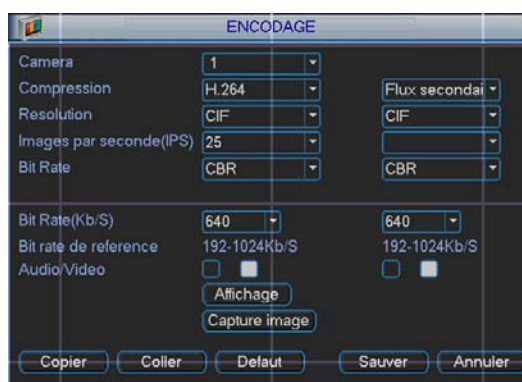 ENCODAGE
Camera 1
Compression H.264 Flux secondai
Resolution CIF CIF
Images par seconde(IPS) 25
Bit Rate CBR CBR
Bit Rate(Kb/S) 640 640
Bit rate de reference 192-1024Kb/S 192-1024Kb/S
Audio/Video
Affichage
Capture image
Copier Coller Defaut Sauver Annuler